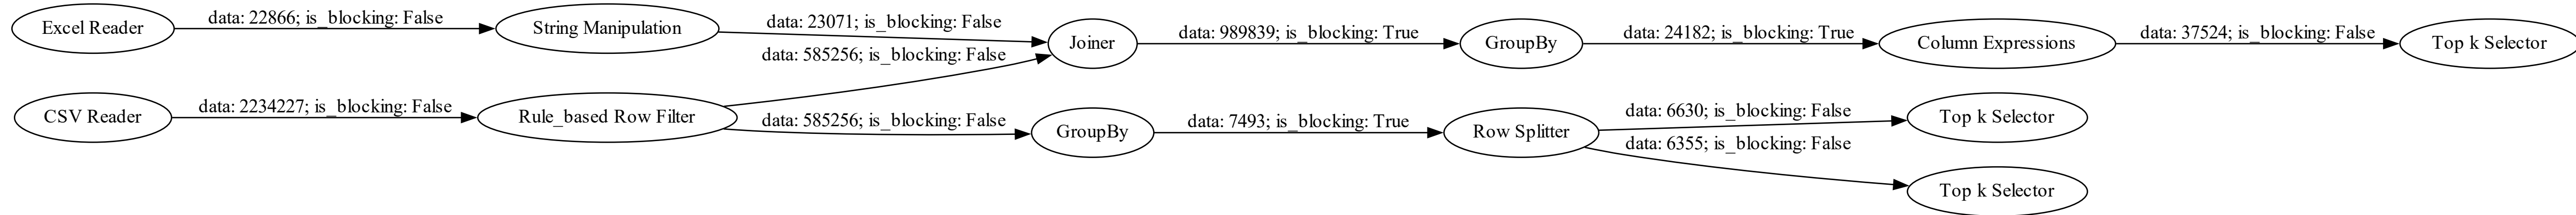 Excel Reader
data: 22866; is_blocking: False
String Manipulation
data: 23071; is_blocking: False
data: 585256; is_blocking: False
Joiner
data: 989839; is_blocking: True
GroupBy
data: 24182; is_blocking: True
Column Expressions
data: 37524; is_blocking: False
Top k Selector
CSV Reader
data: 2234227; is_blocking: False
Rule_based Row Filter
data: 585256; is_blocking: False
GroupBy
data: 7493; is_blocking: True
Row Splitter
data: 6630; is_blocking: False
Top k Selector
data: 6355; is_blocking: False
Top k Selector